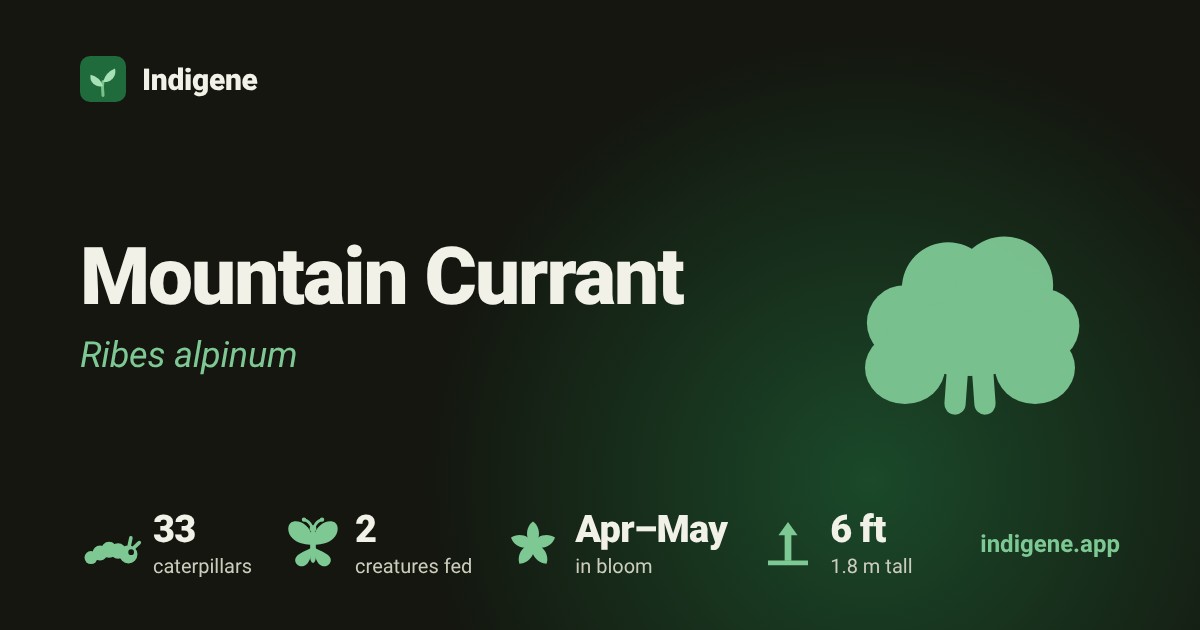 Indigene
Mountain Currant
Ribes alpinum
33
caterpillars
2
creatures fed
Apr–May
in bloom
6 ft
1.8 m tall
indigene.app